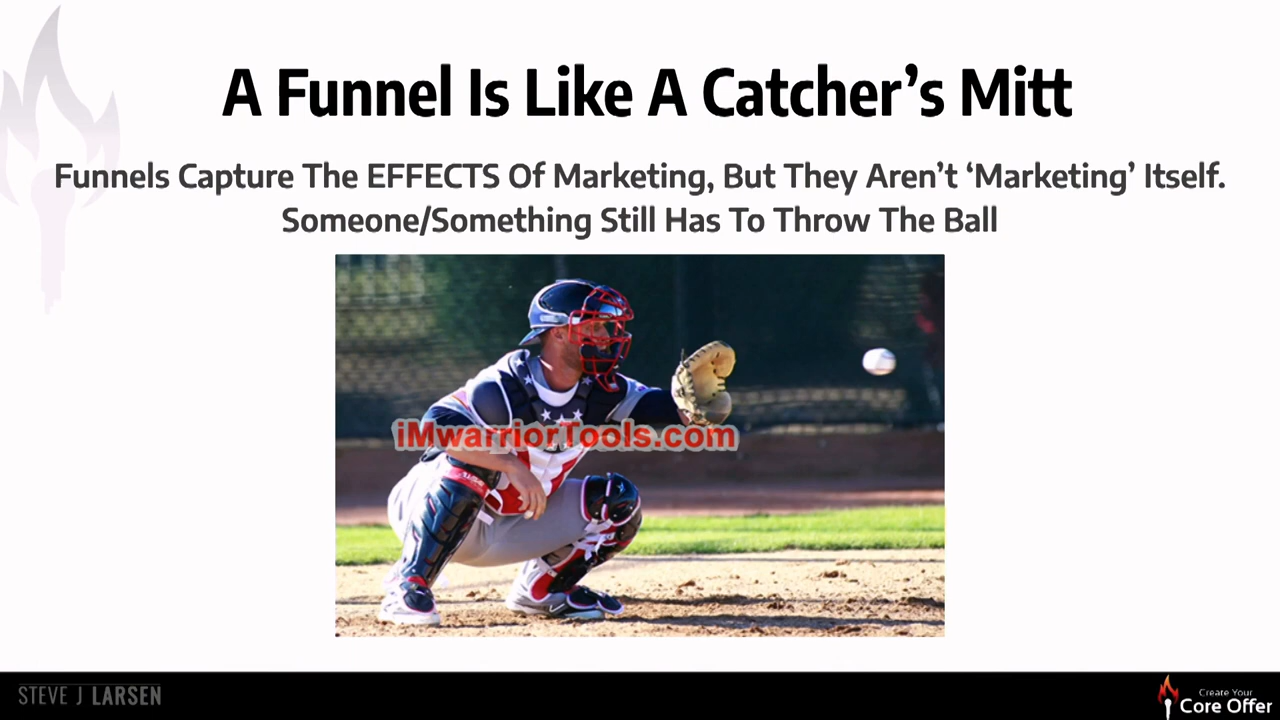 A Funnel Is Like A Catcher’s Mitt
Funnels Capture The EFFECTS Of Marketing, But They Aren’t ‘Marketing’ Itself.
Someone/Something Still Has To Throw The Ball
iMwarriorTools.com
STEVE J LARSEN
Create Your
Core Offer